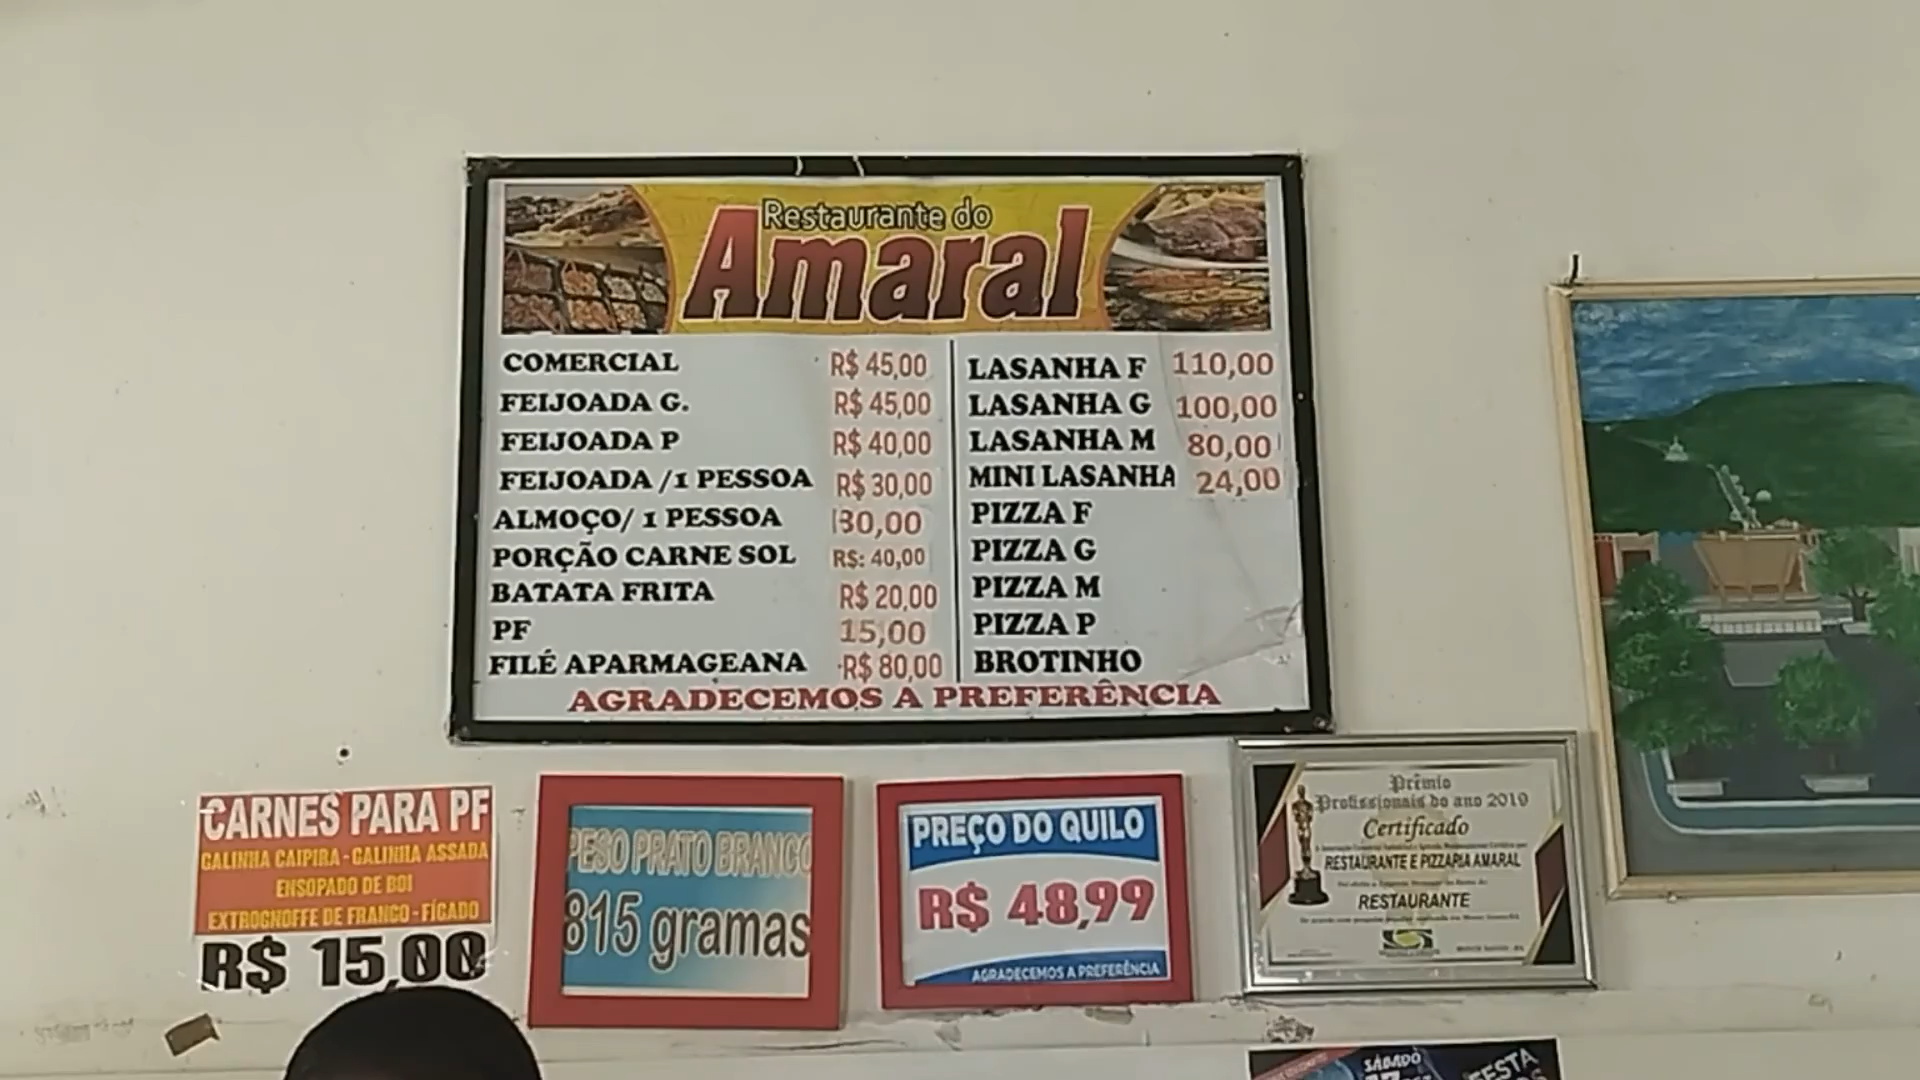 Restaurante do
Amaral
COMERCIAL R$ 45,00
FEIJOADA G. R$ 45,00
FEIJOADA P R$ 40,00
FEIJOADA /1 PESSOA R$ 30,00
ALMOÇO/ 1 PESSOA 30,00
PORÇÃO CARNE SOL R$: 40,00
BATATA FRITA R$ 20,00
PF 15,00
FILÉ APARMAGEANA R$ 80,00
LASANHA F 110,00
LASANHA G 100,00
LASANHA M 80,00
MINI LASANHA 24,00
PIZZA F
PIZZA G
PIZZA M
PIZZA P
BROTINHO
AGRADECEMOS A PREFERÊNCIA
CARNES PARA PF
GALINHA CAIPIRA - GALINHA ASSADA
ENSOPADO DE BOI
EXTROGNOFFE DE FRANGO - FÍGADO
R$ 15,00
PESO PRATO BRANCO
815 gramas
PREÇO DO QUILO
R$ 48,99
AGRADECEMOS A PREFERÊNCIA
Prêmio
Profissionais do ano 2019
Certificado
RESTAURANTE E PIZZARIA AMARAL
RESTAURANTE
SÁBADO
FESTA